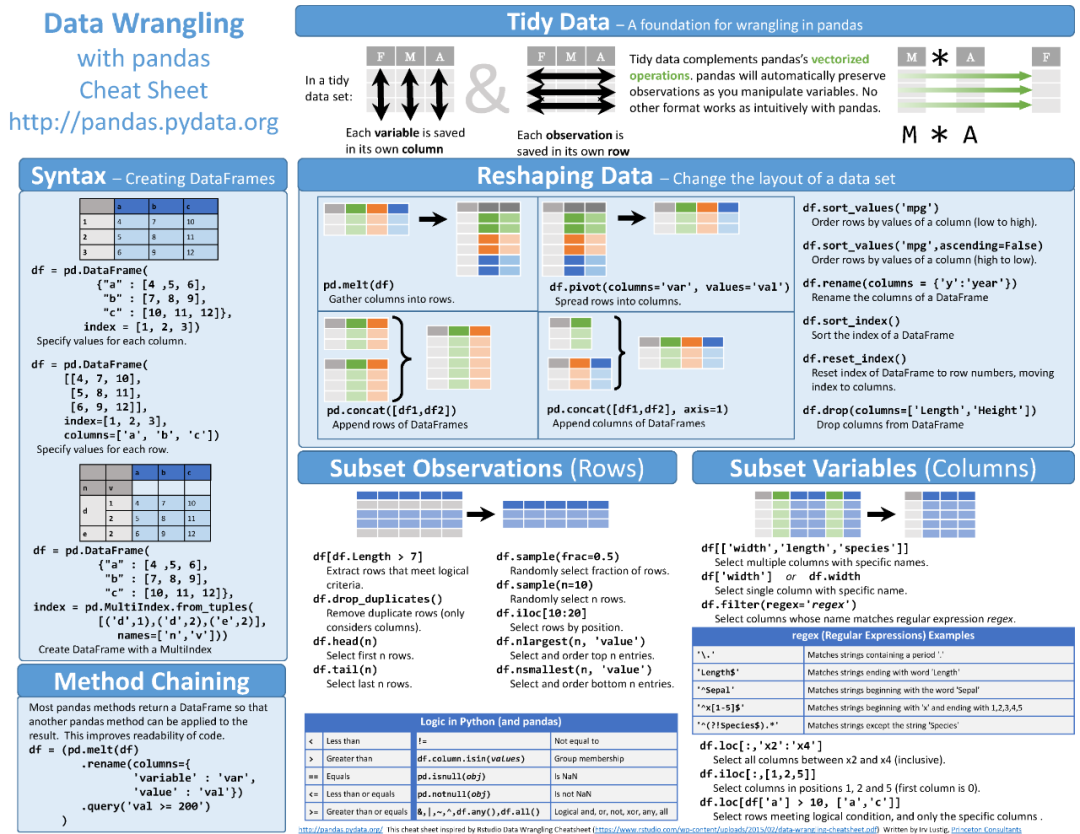 Data Wrangling
with pandas
Cheat Sheet
http://pandas.pydata.org
Tidy Data – A foundation for wrangling in pandas
In a tidy
data set:
F M A
Each variable is saved
in its own column
&
F M A
Each observation is
saved in its own row
Tidy data complements pandas's vectorized
operations. pandas will automatically preserve
observations as you manipulate variables. No
other format works as intuitively with pandas.
M * A F
M * A
Syntax – Creating DataFrames
a b c
1 4 7 10
2 5 8 11
3 6 9 12
df = pd.DataFrame(
{"a" : [4 ,5, 6],
"b" : [7, 8, 9],
"c" : [10, 11, 12]},
index = [1, 2, 3])
Specify values for each column.
df = pd.DataFrame(
[[4, 7, 10],
[5, 8, 11],
[6, 9, 12]],
index=[1, 2, 3],
columns=['a', 'b', 'c'])
Specify values for each row.
a b c
n v
d 1 4 7 10
2 5 8 11
e 2 6 9 12
df = pd.DataFrame(
{"a" : [4 ,5, 6],
"b" : [7, 8, 9],
"c" : [10, 11, 12]},
index = pd.MultiIndex.from_tuples(
[('d',1),('d',2),('e',2)],
names=['n','v']))
Create DataFrame with a MultiIndex
Method Chaining
Most pandas methods return a DataFrame so that
another pandas method can be applied to the
result. This improves readability of code.
df = (pd.melt(df)
.rename(columns={
'variable' : 'var',
'value' : 'val'})
.query('val >= 200')
)
Reshaping Data – Change the layout of a data set
pd.melt(df)
Gather columns into rows.
df.pivot(columns='var', values='val')
Spread rows into columns.
pd.concat([df1,df2])
Append rows of DataFrames
pd.concat([df1,df2], axis=1)
Append columns of DataFrames
df.sort_values('mpg')
Order rows by values of a column (low to high).
df.sort_values('mpg',ascending=False)
Order rows by values of a column (high to low).
df.rename(columns = {'y':'year'})
Rename the columns of a DataFrame
df.sort_index()
Sort the index of a DataFrame
df.reset_index()
Reset index of DataFrame to row numbers, moving
index to columns.
df.drop(columns=['Length','Height'])
Drop columns from DataFrame
Subset Observations (Rows)
df[df.Length > 7]
Extract rows that meet logical
criteria.
df.drop_duplicates()
Remove duplicate rows (only
considers columns).
df.head(n)
Select first n rows.
df.tail(n)
Select last n rows.
df.sample(frac=0.5)
Randomly select fraction of rows.
df.sample(n=10)
Randomly select n rows.
df.iloc[10:20]
Select rows by position.
df.nlargest(n, 'value')
Select and order top n entries.
df.nsmallest(n, 'value')
Select and order bottom n entries.
Logic in Python (and pandas)
< Less than != Not equal to
> Greater than df.column.isin(values) Group membership
== Equals pd.isnull(obj) Is NaN
<= Less than or equals pd.notnull(obj) Is not NaN
>= Greater than or equals &,|,~,^,df.any(),df.all() Logical and, or, not, xor, any, all
Subset Variables (Columns)
df[['width','length','species']]
Select multiple columns with specific names.
df['width'] or df.width
Select single column with specific name.
df.filter(regex='regex')
Select columns whose name matches regular expression regex.
regex (Regular Expressions) Examples
'\.' Matches strings containing a period '.'
'Length$' Matches strings ending with word 'Length'
'^Sepal' Matches strings beginning with the word 'Sepal'
'^x[1-5]$' Matches strings beginning with 'x' and ending with 1,2,3,4,5
'^(?!Species$).*' Matches strings except the string 'Species'
df.loc[:,'x2':'x4']
Select all columns between x2 and x4 (inclusive).
df.iloc[:,[1,2,5]]
Select columns in positions 1, 2 and 5 (first column is 0).
df.loc[df['a'] > 10, ['a','c']]
Select rows meeting logical condition, and only the specific columns .
http://pandas.pydata.org/ This cheat sheet inspired by Rstudio Data Wrangling Cheatsheet (https://www.rstudio.com/wp-content/uploads/2015/02/data-wrangling-cheatsheet.pdf) Written by Irv Lustig, Princeton Consultants